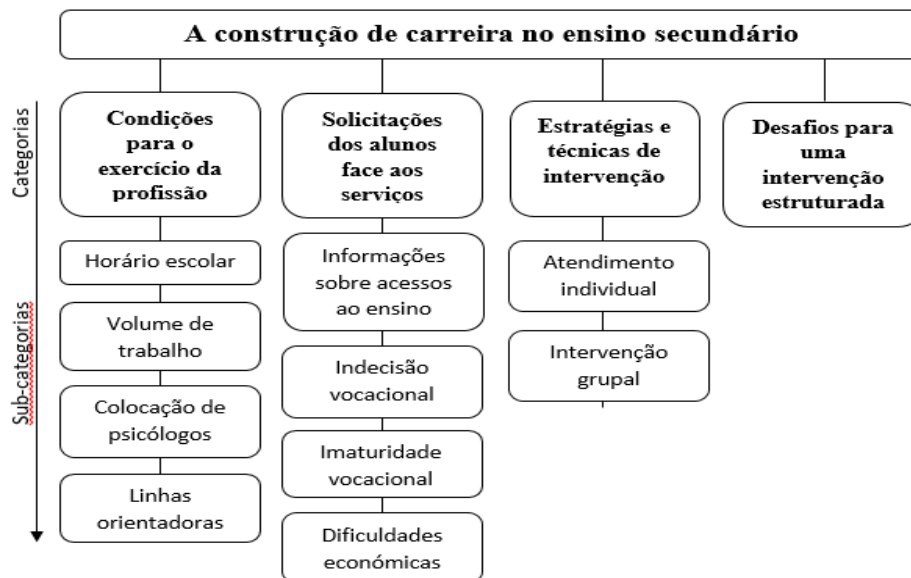 A construção de carreira no ensino secundário
Categorias
Sub-categorias
Condições
para o
exercício da
profissão
Horário escolar
Volume de
trabalho
Colocação de
psicólogos
Linhas
orientadoras
Solicitações
dos alunos
face aos
serviços
Informações
sobre acessos
ao ensino
Indecisão
vocacional
Imaturidade
vocacional
Dificuldades
económicas
Estratégias e
técnicas de
intervenção
Atendimento
individual
Intervenção
grupal
Desafios para
uma
intervenção
estruturada